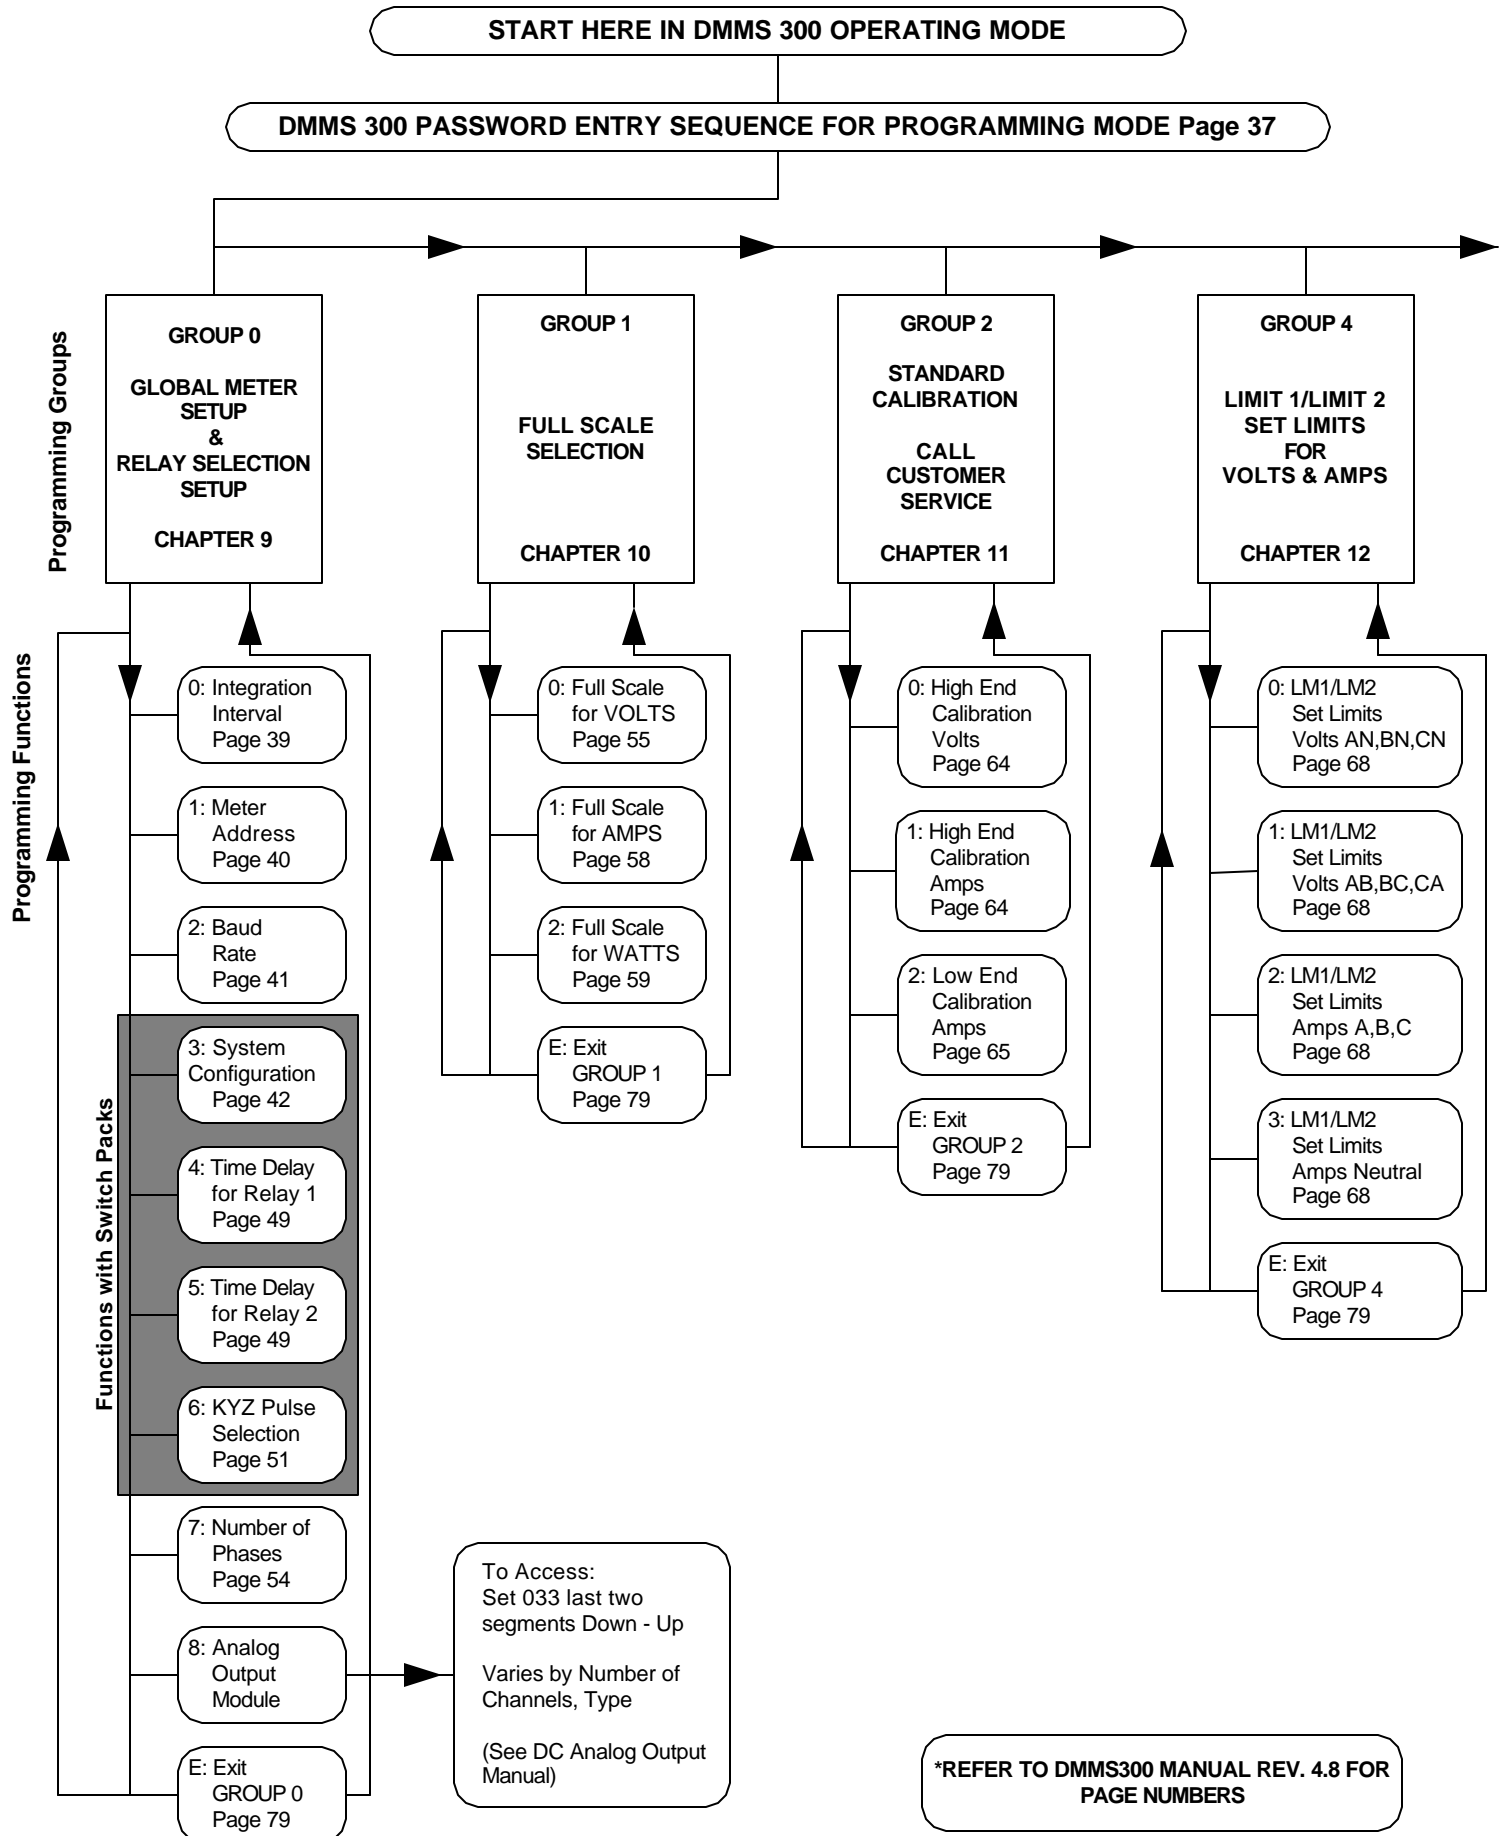 START HERE IN DMMS 300 OPERATING MODE
DMMS 300 PASSWORD ENTRY SEQUENCE FOR PROGRAMMING MODE Page 37
Programming Groups
GROUP 0
GLOBAL METER
SETUP
&
RELAY SELECTION
SETUP
CHAPTER 9
GROUP 1
FULL SCALE
SELECTION
CHAPTER 10
GROUP 2
STANDARD
CALIBRATION
CALL
CUSTOMER
SERVICE
CHAPTER 11
GROUP 4
LIMIT 1/LIMIT 2
SET LIMITS
FOR
VOLTS & AMPS
CHAPTER 12
Programming Functions
0: Integration
Interval
Page 39
1: Meter
Address
Page 40
2: Baud
Rate
Page 41
Functions with Switch Packs
3: System
Configuration
Page 42
4: Time Delay
for Relay 1
Page 49
5: Time Delay
for Relay 2
Page 49
6: KYZ Pulse
Selection
Page 51
7: Number of
Phases
Page 54
8: Analog
Output
Module
E: Exit
GROUP 0
Page 79
0: Full Scale
for VOLTS
Page 55
1: Full Scale
for AMPS
Page 58
2: Full Scale
for WATTS
Page 59
E: Exit
GROUP 1
Page 79
0: High End
Calibration
Volts
Page 64
1: High End
Calibration
Amps
Page 64
2: Low End
Calibration
Amps
Page 65
E: Exit
GROUP 2
Page 79
0: LM1/LM2
Set Limits
Volts AN,BN,CN
Page 68
1: LM1/LM2
Set Limits
Volts AB,BC,CA
Page 68
2: LM1/LM2
Set Limits
Amps A,B,C
Page 68
3: LM1/LM2
Set Limits
Amps Neutral
Page 68
E: Exit
GROUP 4
Page 79
To Access:
Set 033 last two
segments Down - Up
Varies by Number of
Channels, Type
(See DC Analog Output
Manual)
*REFER TO DMMS300 MANUAL REV. 4.8 FOR
PAGE NUMBERS